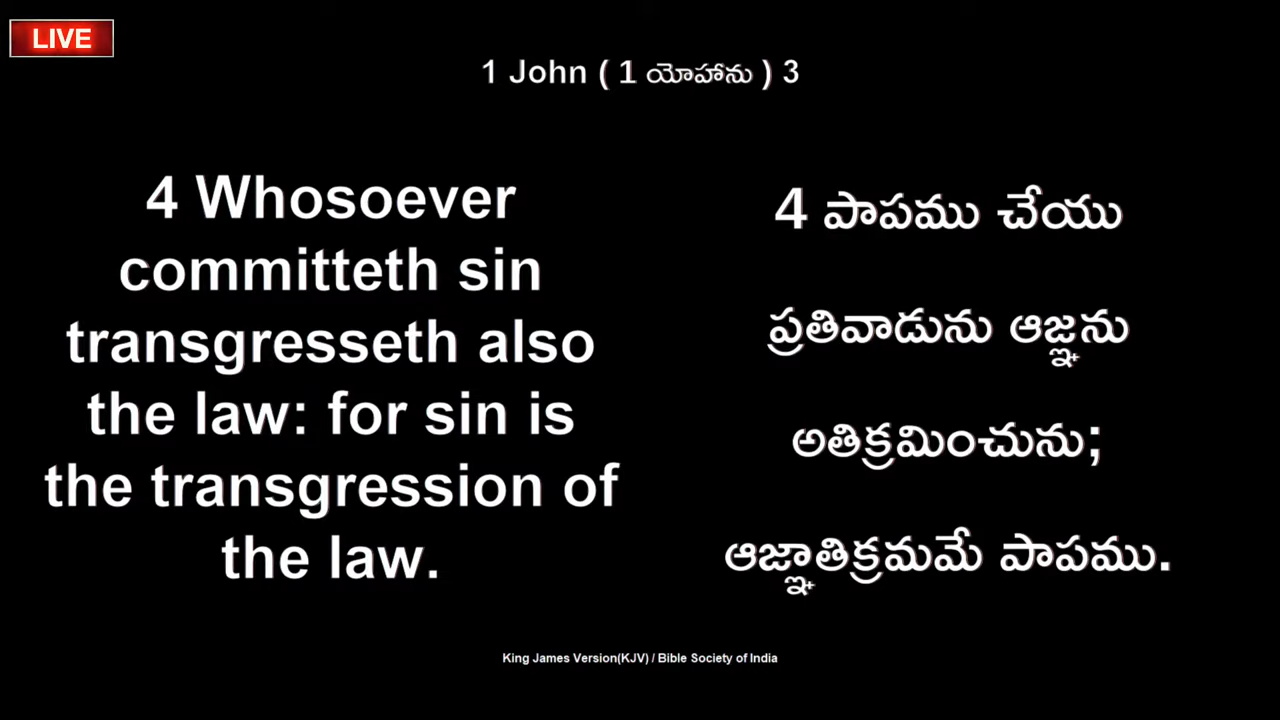 LIVE
1 John ( 1 యోహాను ) 3
4 Whosoever
committeth sin
transgresseth also
the law: for sin is
the transgression of
the law.
4 పాపము చేయు
ప్రతివాడును ఆజ్ఞను
అతిక్రమించును;
ఆజ్ఞాతిక్రమమే పాపము.
King James Version(KJV) / Bible Society of India